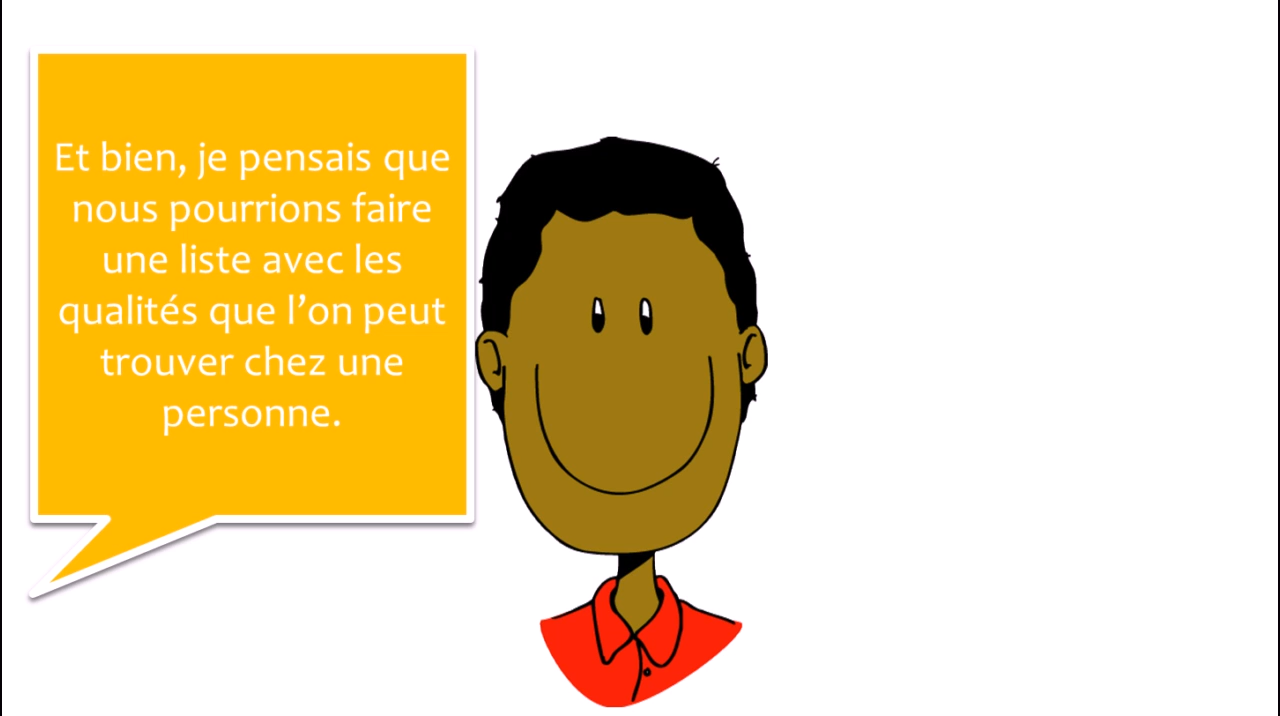 Et bien, je pensais que
nous pourrions faire
une liste avec les
qualités que l’on peut
trouver chez une
personne.